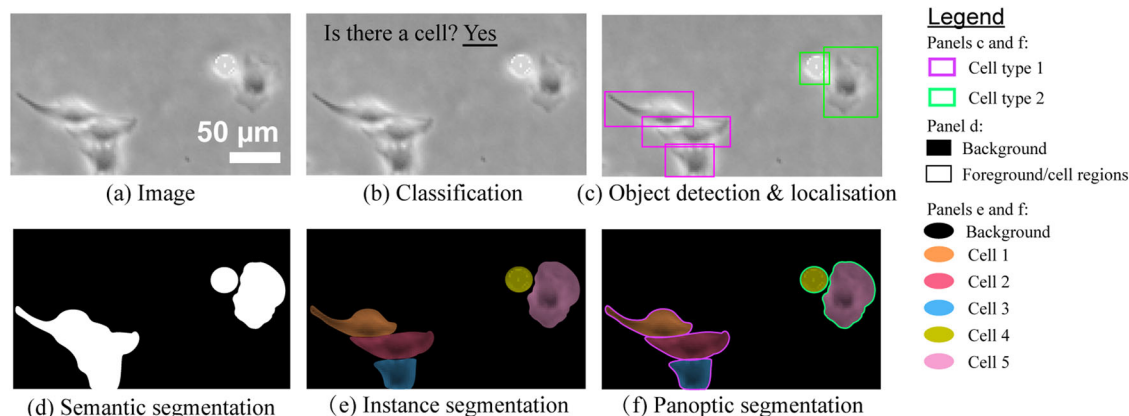 Is there a cell? Yes
50 µm
(a) Image
(b) Classification
(c) Object detection & localisation
(d) Semantic segmentation
(e) Instance segmentation
(f) Panoptic segmentation
Legend
Panels c and f:
Cell type 1
Cell type 2
Panel d:
Background
Foreground/cell regions
Panels e and f:
Background
Cell 1
Cell 2
Cell 3
Cell 4
Cell 5